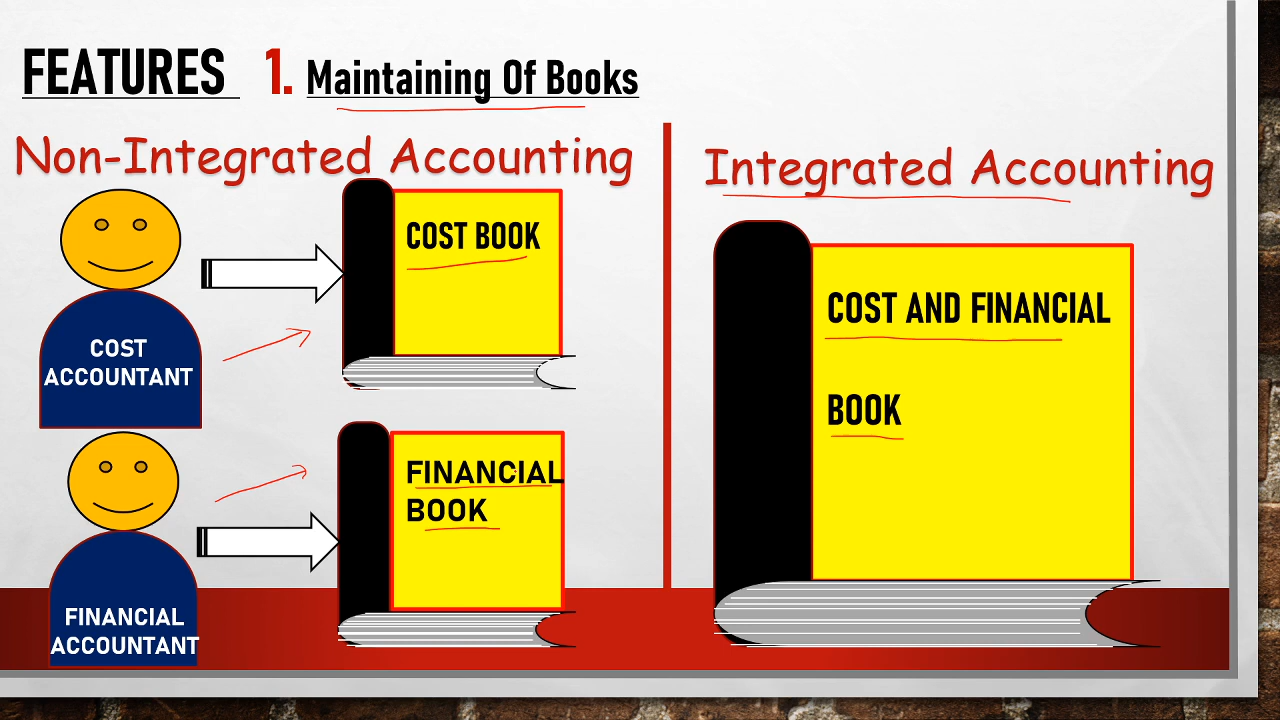 FEATURES 1. Maintaining Of Books
Non-Integrated Accounting
COST
ACCOUNTANT
COST BOOK
FINANCIAL
ACCOUNTANT
FINANCIAL
BOOK
Integrated Accounting
COST AND FINANCIAL
BOOK